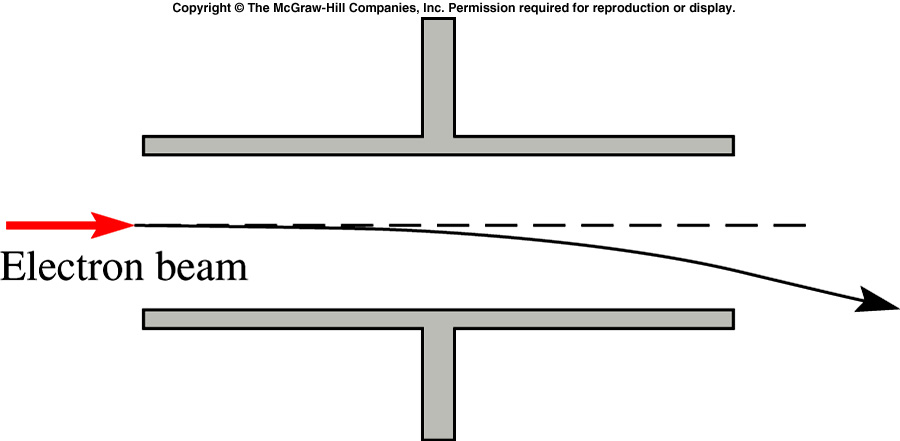 Copyright © The McGraw-Hill Companies, Inc. Permission required for reproduction or display.
Electron beam